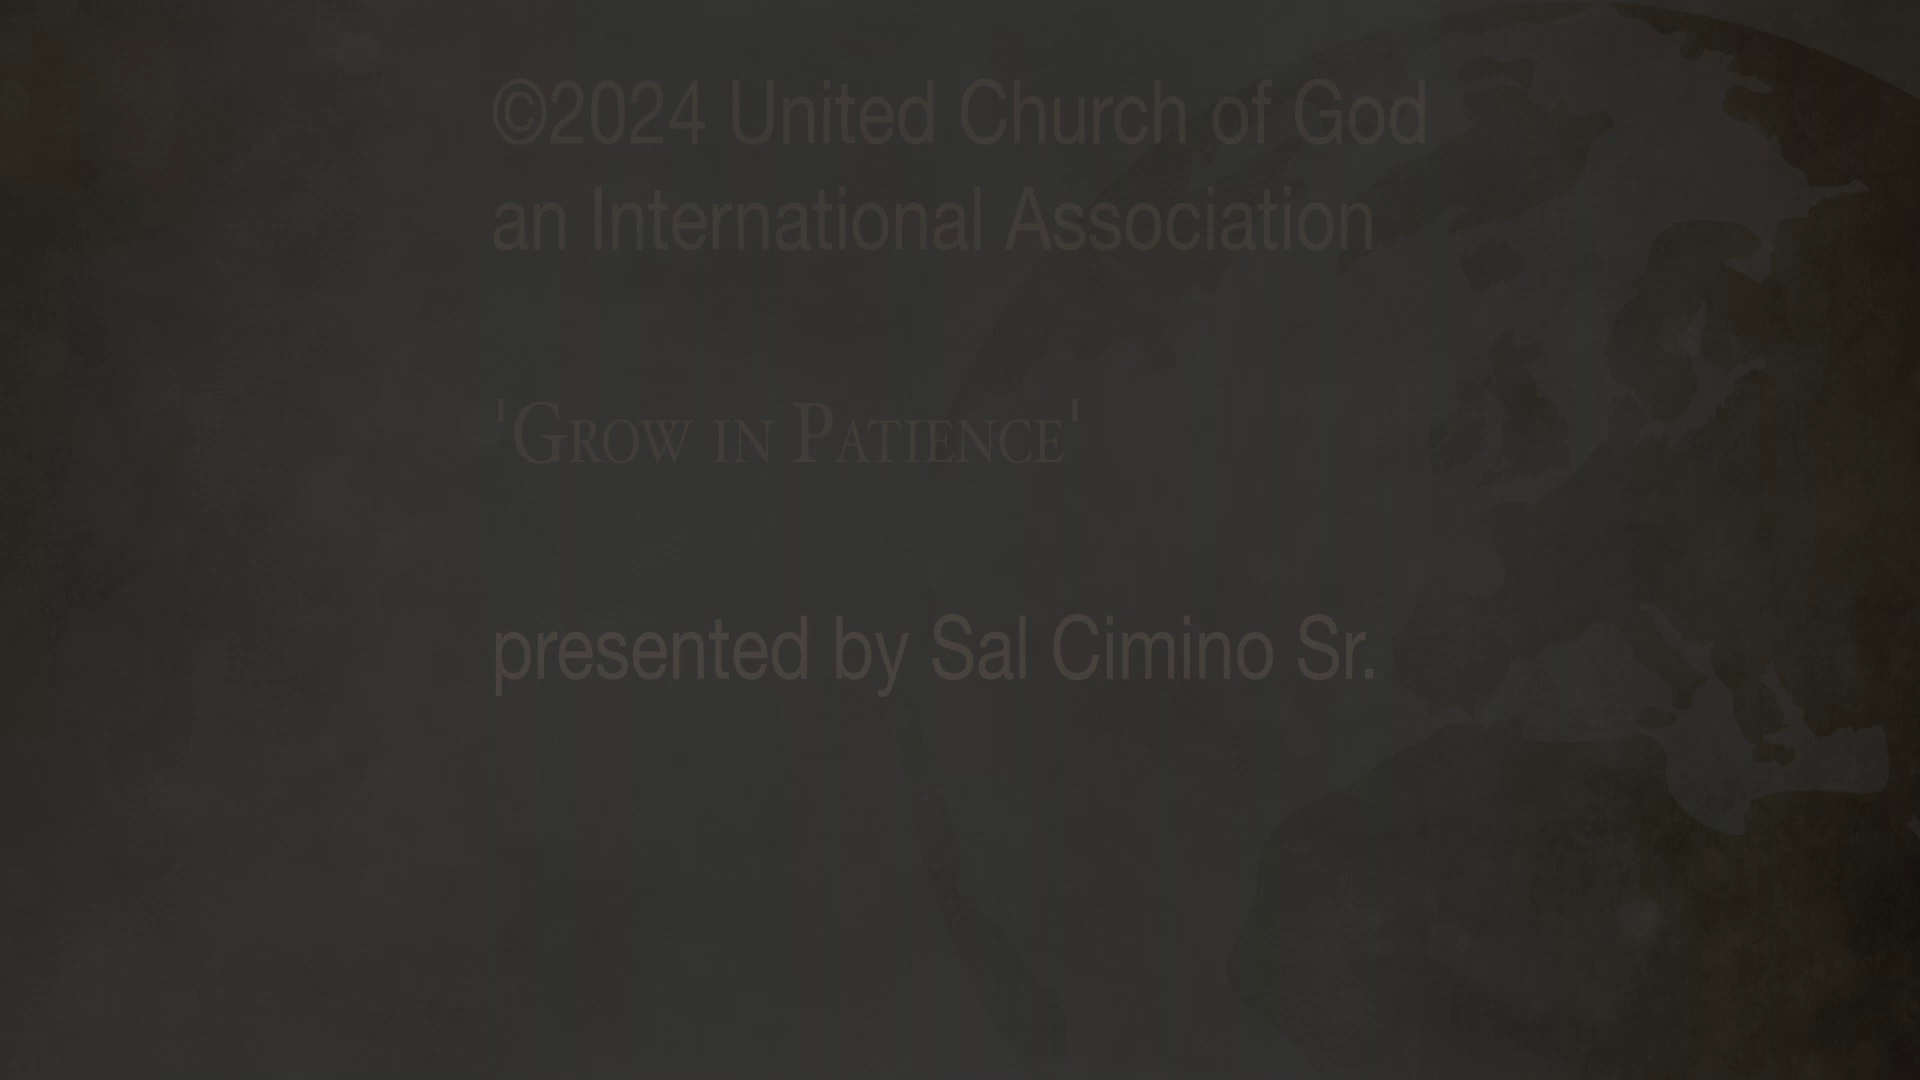 ©2024 United Church of God
an International Association
'Grow in Patience'
presented by Sal Cimino Sr.